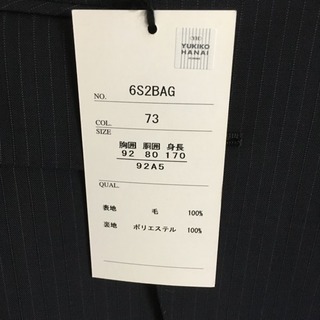 YUKIKO
HANAI
NO. 6S2BAG
COL. 73
SIZE
胸囲 胴囲 身長
92 80 170
92A5
QUAL.
表地 毛 100%
裏地 ポリエステル 100%